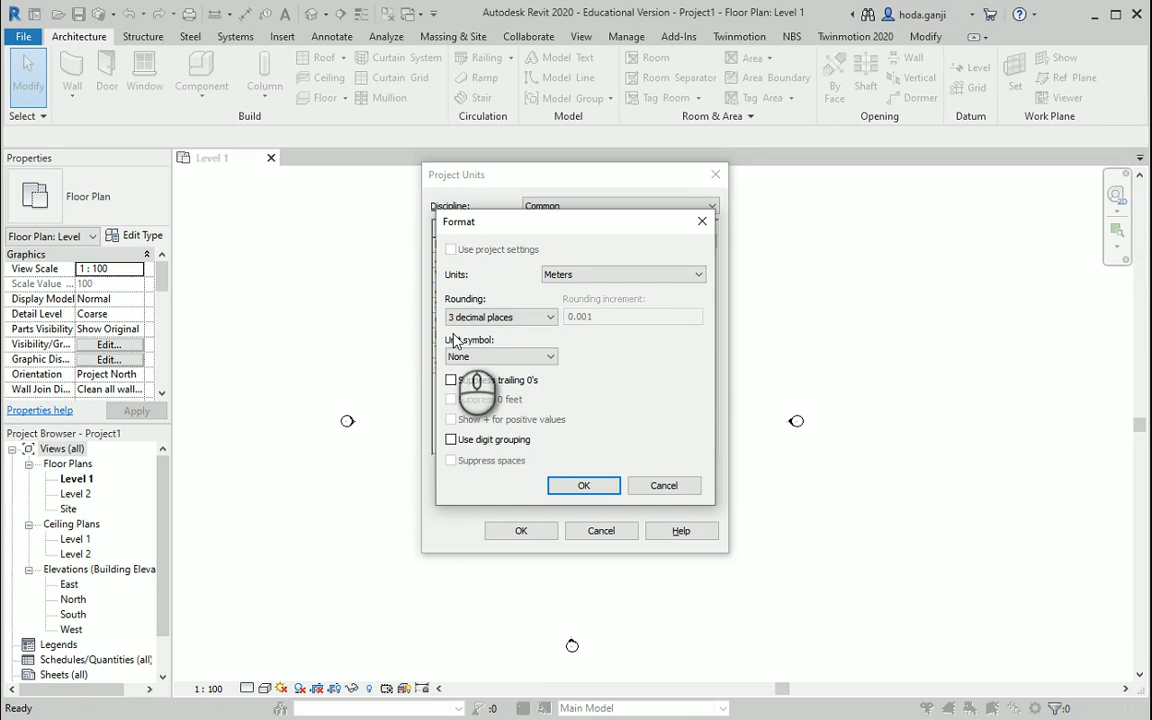 Autodesk Revit 2020 - Educational Version - Project1 - Floor Plan: Level 1
hoda.ganji
File Architecture Structure Steel Systems Insert Annotate Analyze Massing & Site Collaborate View Manage Add-Ins Twinmotion NBS Twinmotion 2020 Modify
Modify
Wall
Door
Window
Component
Column
Roof
Ceiling
Floor
Curtain System
Curtain Grid
Mullion
Railing
Ramp
Stair
Model Text
Model Line
Model Group
Room
Room Separator
Tag Room
Area
Area Boundary
Tag Area
By
Face
Shaft
Wall
Vertical
Dormer
Level
Grid
Set
Show
Ref Plane
Viewer
Select
Build
Circulation
Model
Room & Area
Opening
Datum
Work Plane
Properties
Floor Plan
Floor Plan: Level
Edit Type
Graphics
View Scale 1 : 100
Scale Value ... 100
Display Model Normal
Detail Level Coarse
Parts Visibility Show Original
Visibility/Gr... Edit...
Graphic Dis... Edit...
Orientation Project North
Wall Join Di... Clean all wall...
Properties help
Apply
Project Browser - Project1
Views (all)
Floor Plans
Level 1
Level 2
Site
Ceiling Plans
Level 1
Level 2
Elevations (Building Eleva
East
North
South
West
Legends
Schedules/Quantities (all)
Sheets (all)
Level 1
2D
Project Units
Discipline: Common
Format
Use project settings
Units: Meters
Rounding: Rounding increment:
3 decimal places 0.001
symbol:
None
trailing 0's
0 feet
Show + for positive values
Use digit grouping
Suppress spaces
OK Cancel
OK Cancel Help
1 : 100
Ready
:0
Main Model
:0